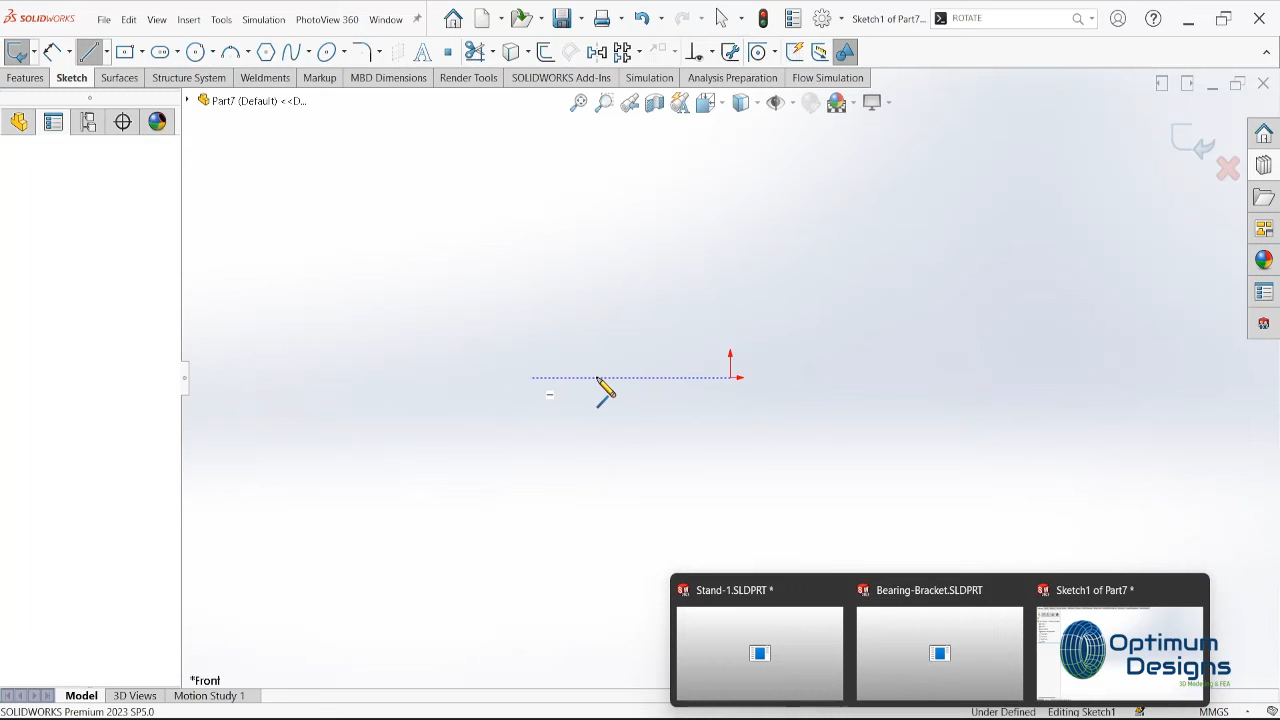 SOLIDWORKS File Edit View Insert Tools Simulation PhotoView 360 Window Sketch1 of Part7... ROTATE
Features Sketch Surfaces Structure System Weldments Markup MBD Dimensions Render Tools SOLIDWORKS Add-Ins Simulation Analysis Preparation Flow Simulation
Part7 (Default) <<D...
Stand-1.SLDPRT * Bearing-Bracket.SLDPRT Sketch1 of Part7 *
Optimum
Designs
3D Modeling & FEA
*Front
Model 3D Views Motion Study 1
SOLIDWORKS Premium 2023 SP5.0 Under Defined Editing Sketch1 MMGS